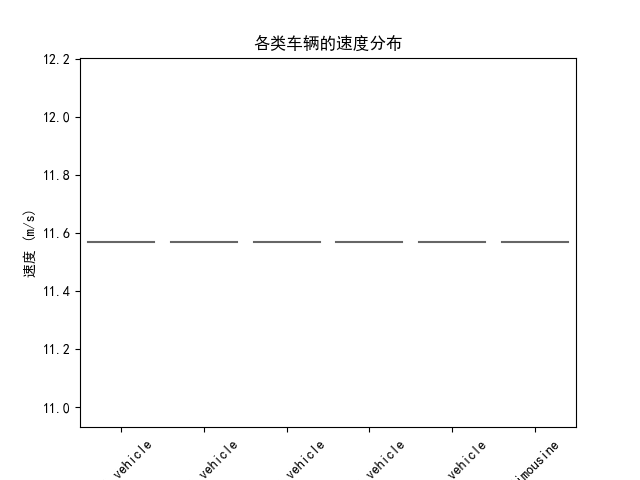 各类车辆的速度分布
速度 (m/s)
12.2
12.0
11.8
11.6
11.4
11.2
11.0
vehicle
vehicle
vehicle
vehicle
vehicle
imousine